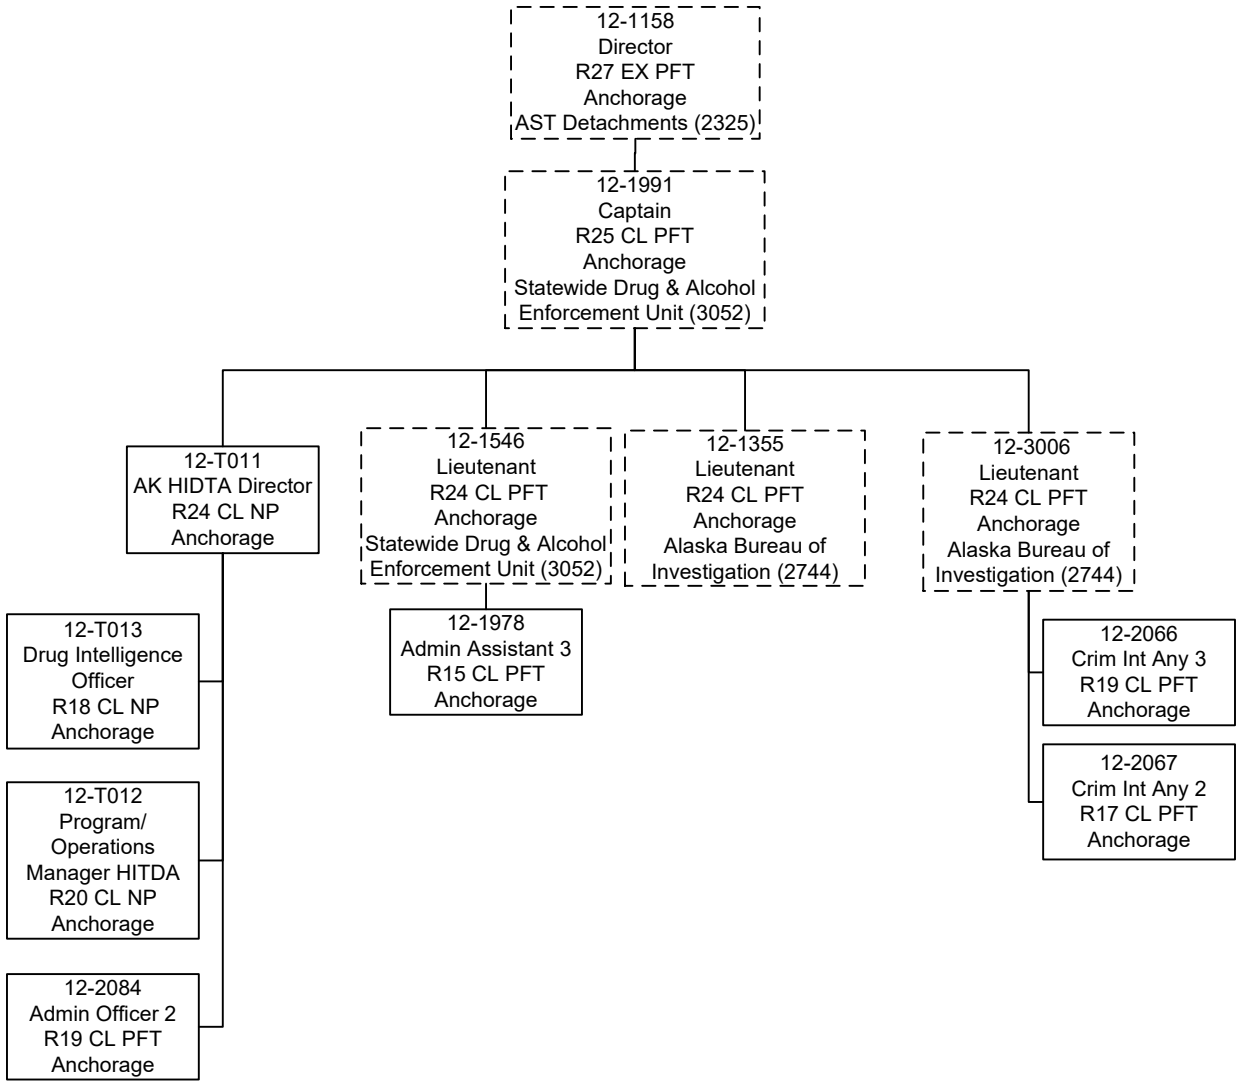 12-1158
Director
R27 EX PFT
Anchorage
AST Detachments (2325)
12-1991
Captain
R25 CL PFT
Anchorage
Statewide Drug & Alcohol
Enforcement Unit (3052)
12-T011
AK HIDTA Director
R24 CL NP
Anchorage
12-1546
Lieutenant
R24 CL PFT
Anchorage
Statewide Drug & Alcohol
Enforcement Unit (3052)
12-1355
Lieutenant
R24 CL PFT
Anchorage
Alaska Bureau of
Investigation (2744)
12-3006
Lieutenant
R24 CL PFT
Anchorage
Alaska Bureau of
Investigation (2744)
12-T013
Drug Intelligence
Officer
R18 CL NP
Anchorage
12-T012
Program/
Operations
Manager HITDA
R20 CL NP
Anchorage
12-2084
Admin Officer 2
R19 CL PFT
Anchorage
12-1978
Admin Assistant 3
R15 CL PFT
Anchorage
12-2066
Crim Int Any 3
R19 CL PFT
Anchorage
12-2067
Crim Int Any 2
R17 CL PFT
Anchorage